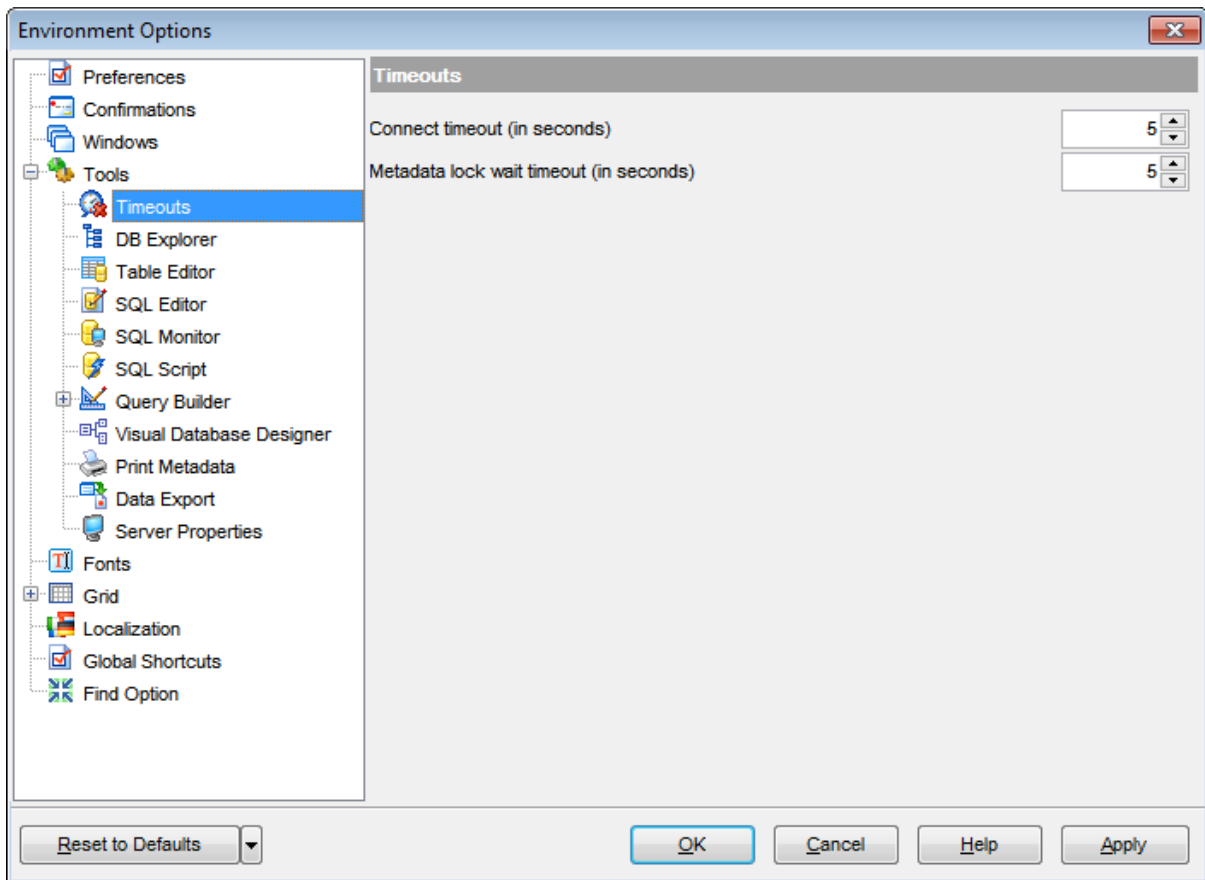 Environment Options
Preferences
Confirmations
Windows
Tools
Timeouts
DB Explorer
Table Editor
SQL Editor
SQL Monitor
SQL Script
Query Builder
Visual Database Designer
Print Metadata
Data Export
Server Properties
Fonts
Grid
Localization
Global Shortcuts
Find Option
Timeouts
Connect timeout (in seconds) 5
Metadata lock wait timeout (in seconds) 5
Reset to Defaults OK Cancel Help Apply